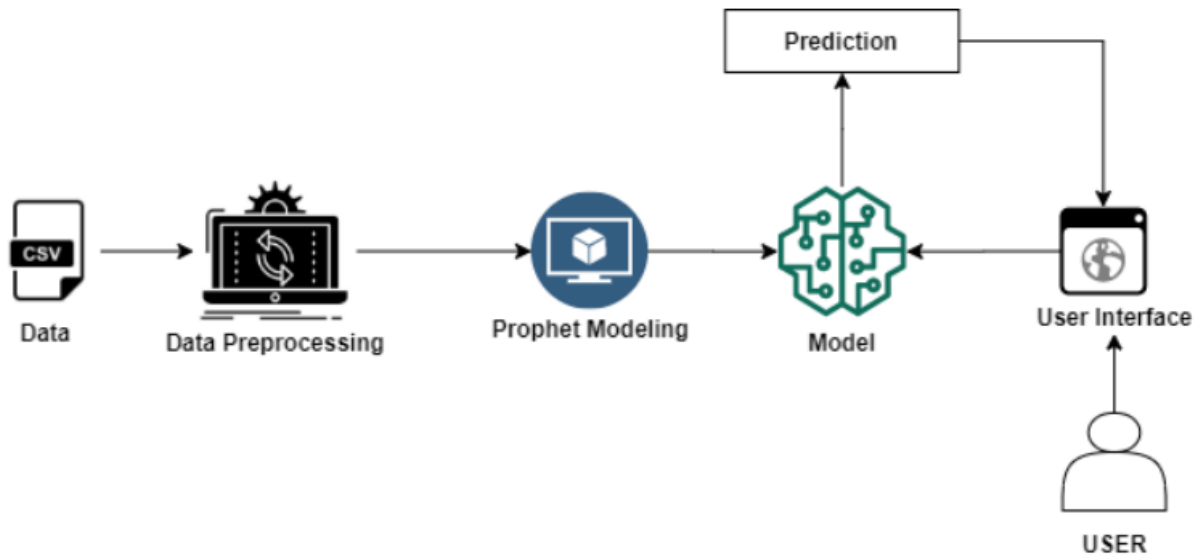 Prediction
CSV
Data
Data Preprocessing
Prophet Modeling
Model
User Interface
USER